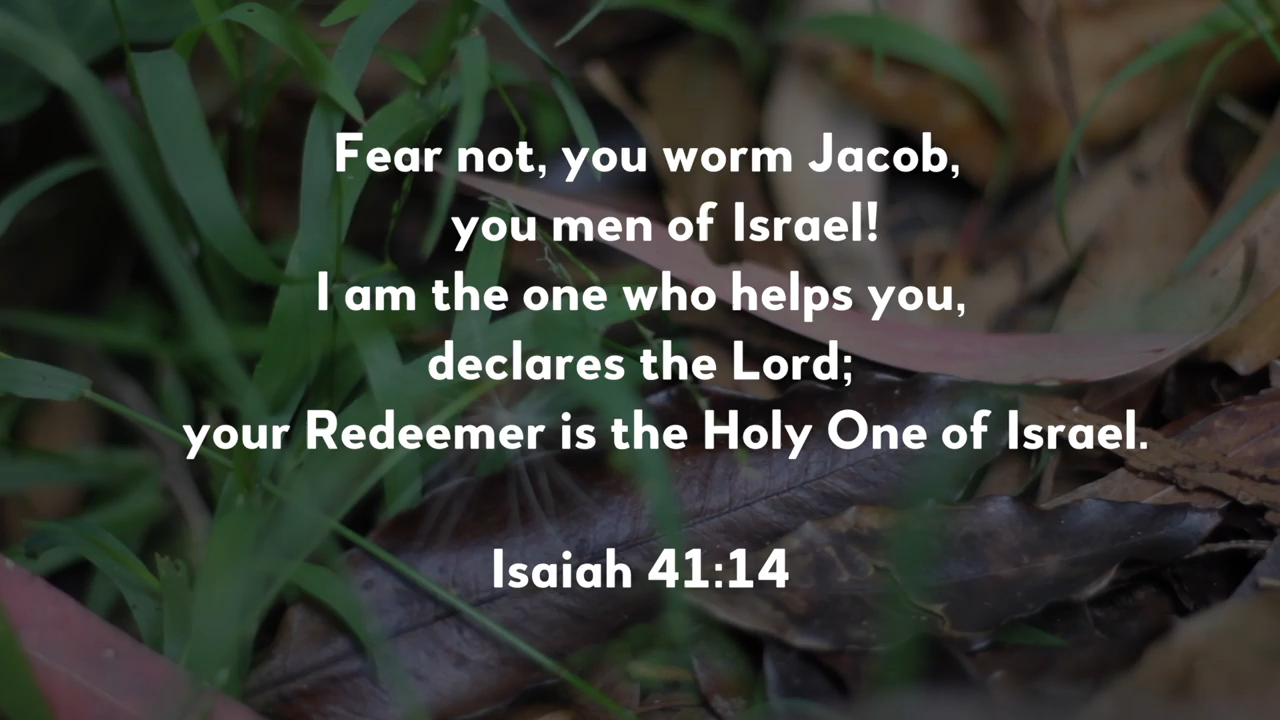 Fear not, you worm Jacob,
you men of Israel!
I am the one who helps you,
declares the Lord;
your Redeemer is the Holy One of Israel.
Isaiah 41:14